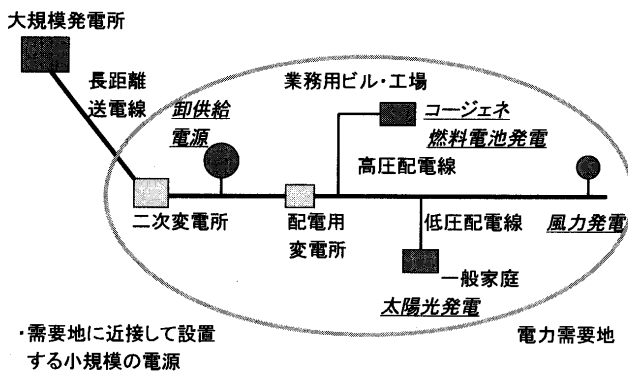 大規模発電所
長距離
送電線
卸供給
電源
業務用ビル・工場
コージェネ
燃料電池発電
高圧配電線
二次変電所
配電用
変電所
低圧配電線
風力発電
一般家庭
太陽光発電
・需要地に近接して設置
する小規模の電源
電力需要地